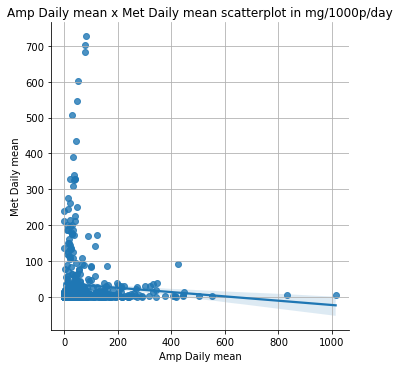 Amp Daily mean x Met Daily mean scatterplot in mg/1000p/day
700
600
500
400
300
200
100
0
Met Daily mean
0 200 400 600 800 1000
Amp Daily mean